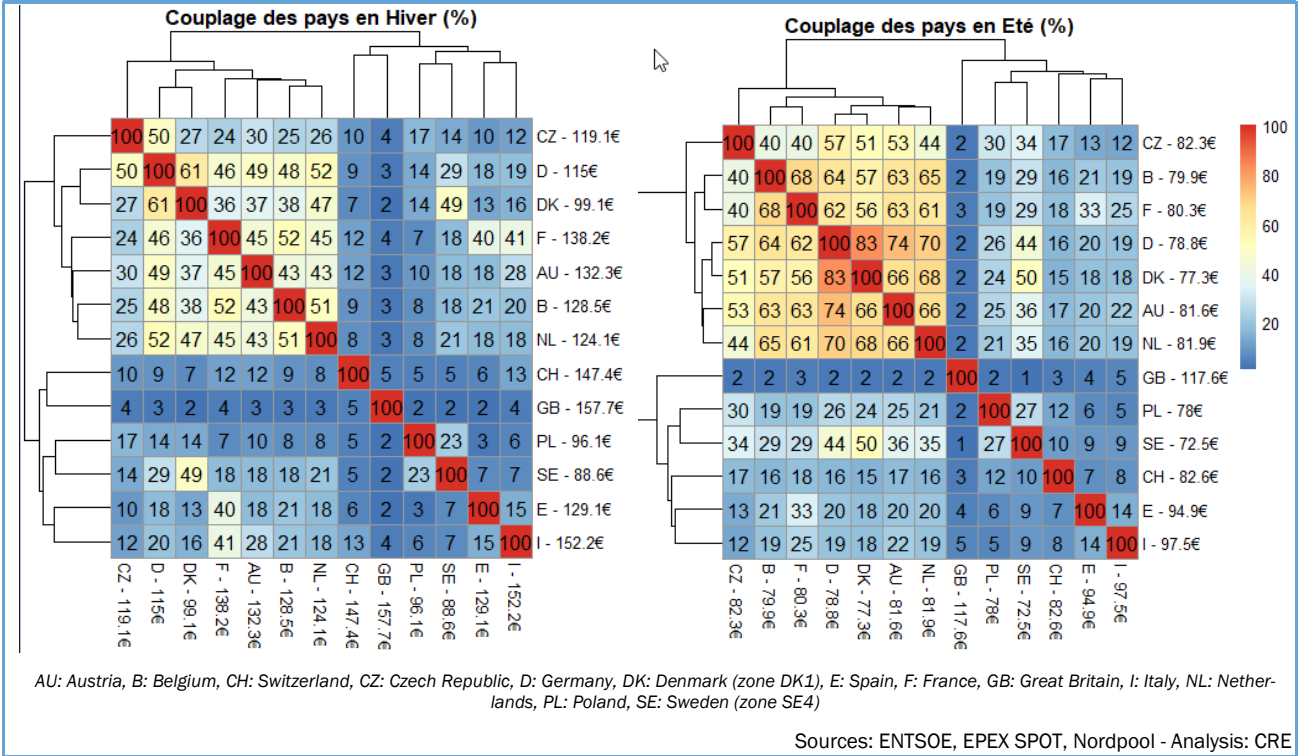 Couplage des pays en Hiver (%)
100 50 27 24 30 25 26 10 4 17 14 10 12 CZ - 119.1€
50 100 61 46 49 48 52 9 3 14 29 18 19 D - 115€
27 61 100 36 37 38 47 7 2 14 49 13 16 DK - 99.1€
24 46 36 100 45 52 45 12 4 7 18 40 41 F - 138.2€
30 49 37 45 100 43 43 12 3 10 18 18 28 AU - 132.3€
25 48 38 52 43 100 51 9 3 8 18 21 20 B - 128.5€
26 52 47 45 43 51 100 8 3 8 21 18 18 NL - 124.1€
10 9 7 12 12 9 8 100 5 5 5 6 13 CH - 147.4€
4 3 2 4 3 3 3 5 100 2 2 2 4 GB - 157.7€
17 14 14 7 10 8 8 5 2 100 23 3 6 PL - 96.1€
14 29 49 18 18 18 21 5 2 23 100 7 7 SE - 88.6€
10 18 13 40 18 21 18 6 2 3 7 100 15 E - 129.1€
12 20 16 41 28 21 18 13 4 6 7 15 100 I - 152.2€
CZ - 119.1€
D - 115€
DK - 99.1€
F - 138.2€
AU - 132.3€
B - 128.5€
NL - 124.1€
CH - 147.4€
GB - 157.7€
PL - 96.1€
SE - 88.6€
E - 129.1€
I - 152.2€
Couplage des pays en Eté (%)
100 40 40 57 51 53 44 2 30 34 17 13 12 CZ - 82.3€
40 100 68 64 57 63 65 2 19 29 16 21 19 B - 79.9€
40 68 100 62 56 63 61 3 19 29 18 33 25 F - 80.3€
57 64 62 100 83 74 70 2 26 44 16 20 19 D - 78.8€
51 57 56 83 100 66 68 2 24 50 15 18 18 DK - 77.3€
53 63 63 74 66 100 66 2 25 36 17 20 22 AU - 81.6€
44 65 61 70 68 66 100 2 21 35 16 20 19 NL - 81.9€
2 2 3 2 2 2 2 100 2 1 3 4 5 GB - 117.6€
30 19 19 26 24 25 21 2 100 27 12 6 5 PL - 78€
34 29 29 44 50 36 35 1 27 100 10 9 9 SE - 72.5€
17 16 18 16 15 17 16 3 12 10 100 7 8 CH - 82.6€
13 21 33 20 18 20 20 4 6 9 7 100 14 E - 94.9€
12 19 25 19 18 22 19 5 5 9 8 14 100 I - 97.5€
CZ - 82.3€
B - 79.9€
F - 80.3€
D - 78.8€
DK - 77.3€
AU - 81.6€
NL - 81.9€
GB - 117.6€
PL - 78€
SE - 72.5€
CH - 82.6€
E - 94.9€
I - 97.5€
100
80
60
40
20
AU: Austria, B: Belgium, CH: Switzerland, CZ: Czech Republic, D: Germany, DK: Denmark (zone DK1), E: Spain, F: France, GB: Great Britain, I: Italy, NL: Nether-
lands, PL: Poland, SE: Sweden (zone SE4)
Sources: ENTSOE, EPEX SPOT, Nordpool - Analysis: CRE